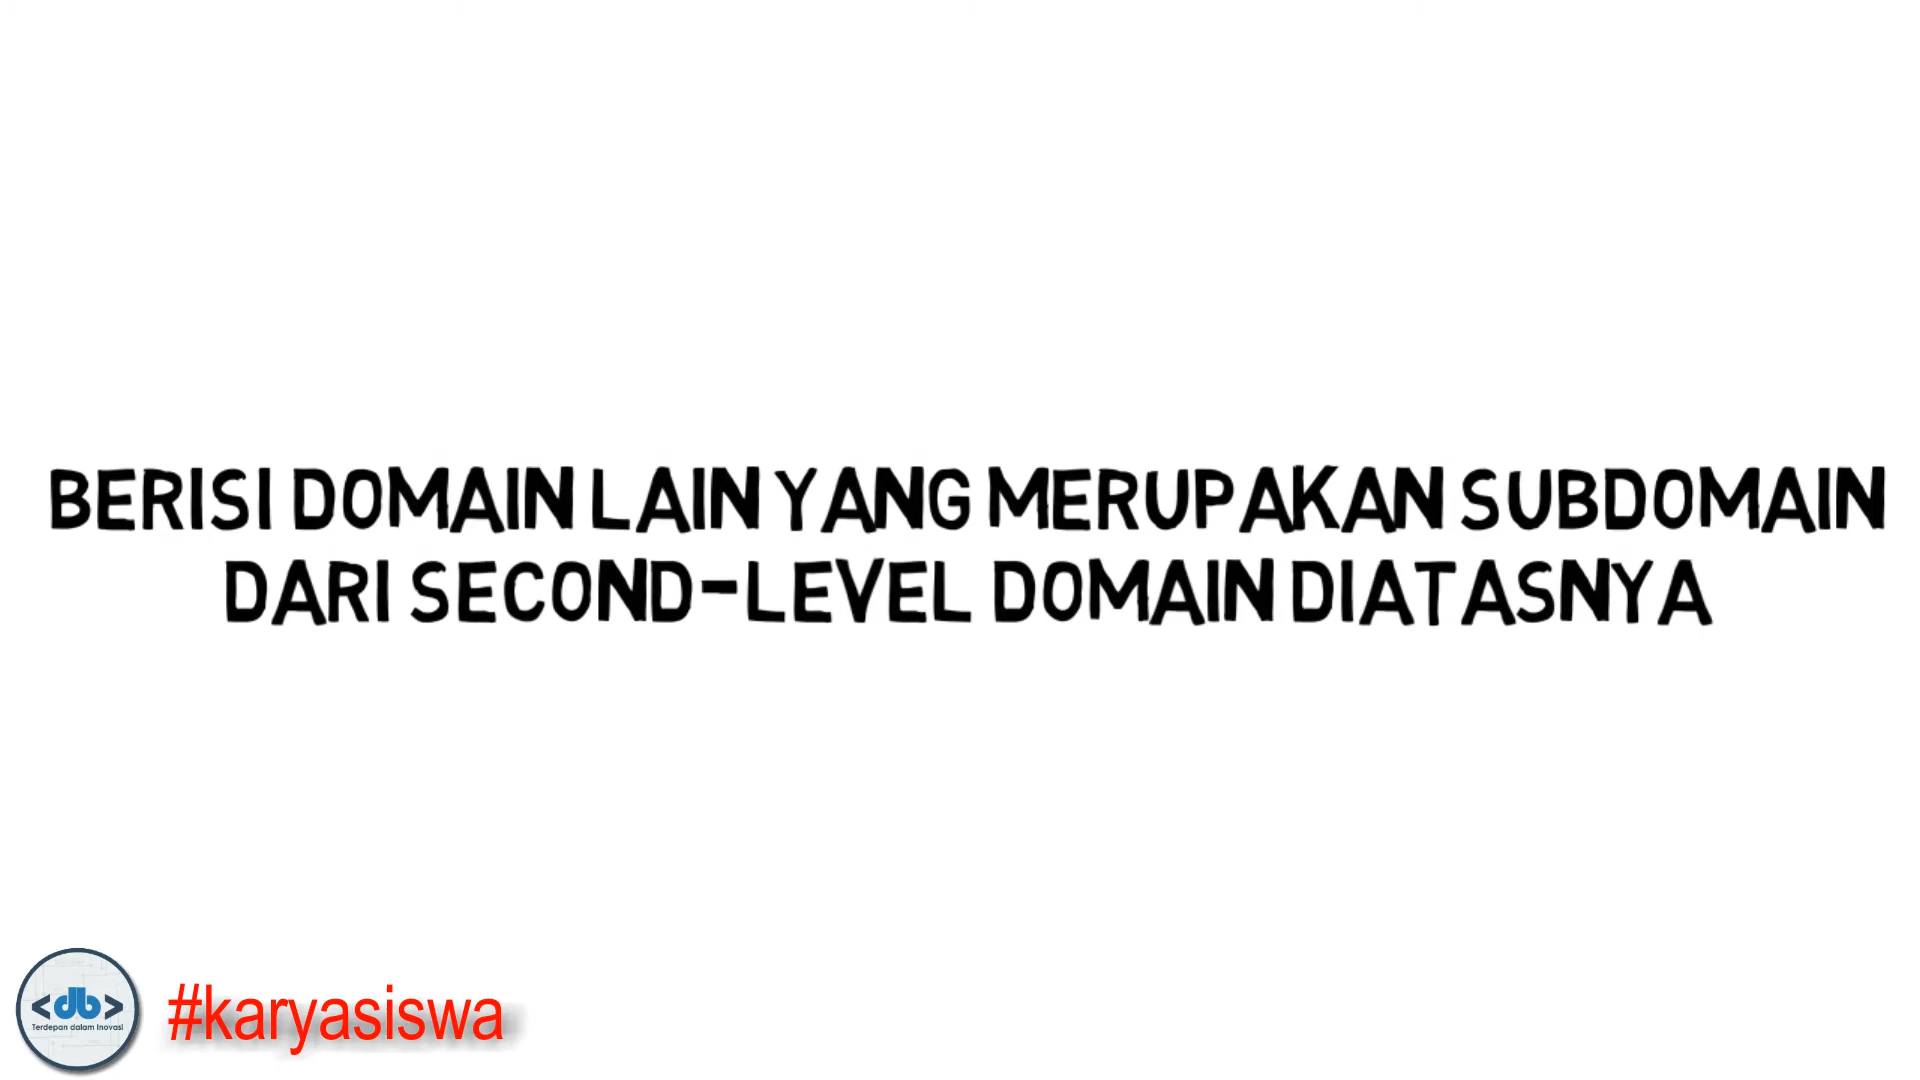 BERISI DOMAIN LAIN YANG MERUPAKAN SUBDOMAIN
DARI SECOND-LEVEL DOMAIN DIATASNYA
<db>
Terdepan dalam Inovasi
#karyasiswa